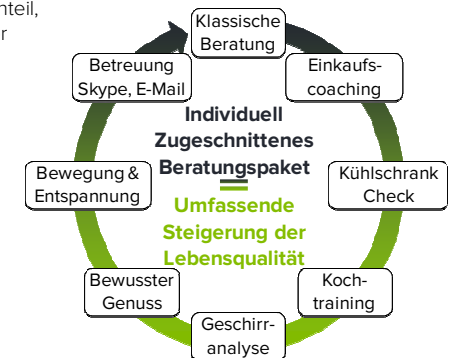 nteil,
r
Klassische
Beratung
Einkaufs-
coaching
Kühlschrank
Check
Koch-
training
Geschirr-
analyse
Bewusster
Genuss
Bewegung &
Entspannung
Betreuung
Skype, E-Mail
Individuell
Zugeschnittenes
Beratungspaket
=
Umfassende
Steigerung der
Lebensqualität